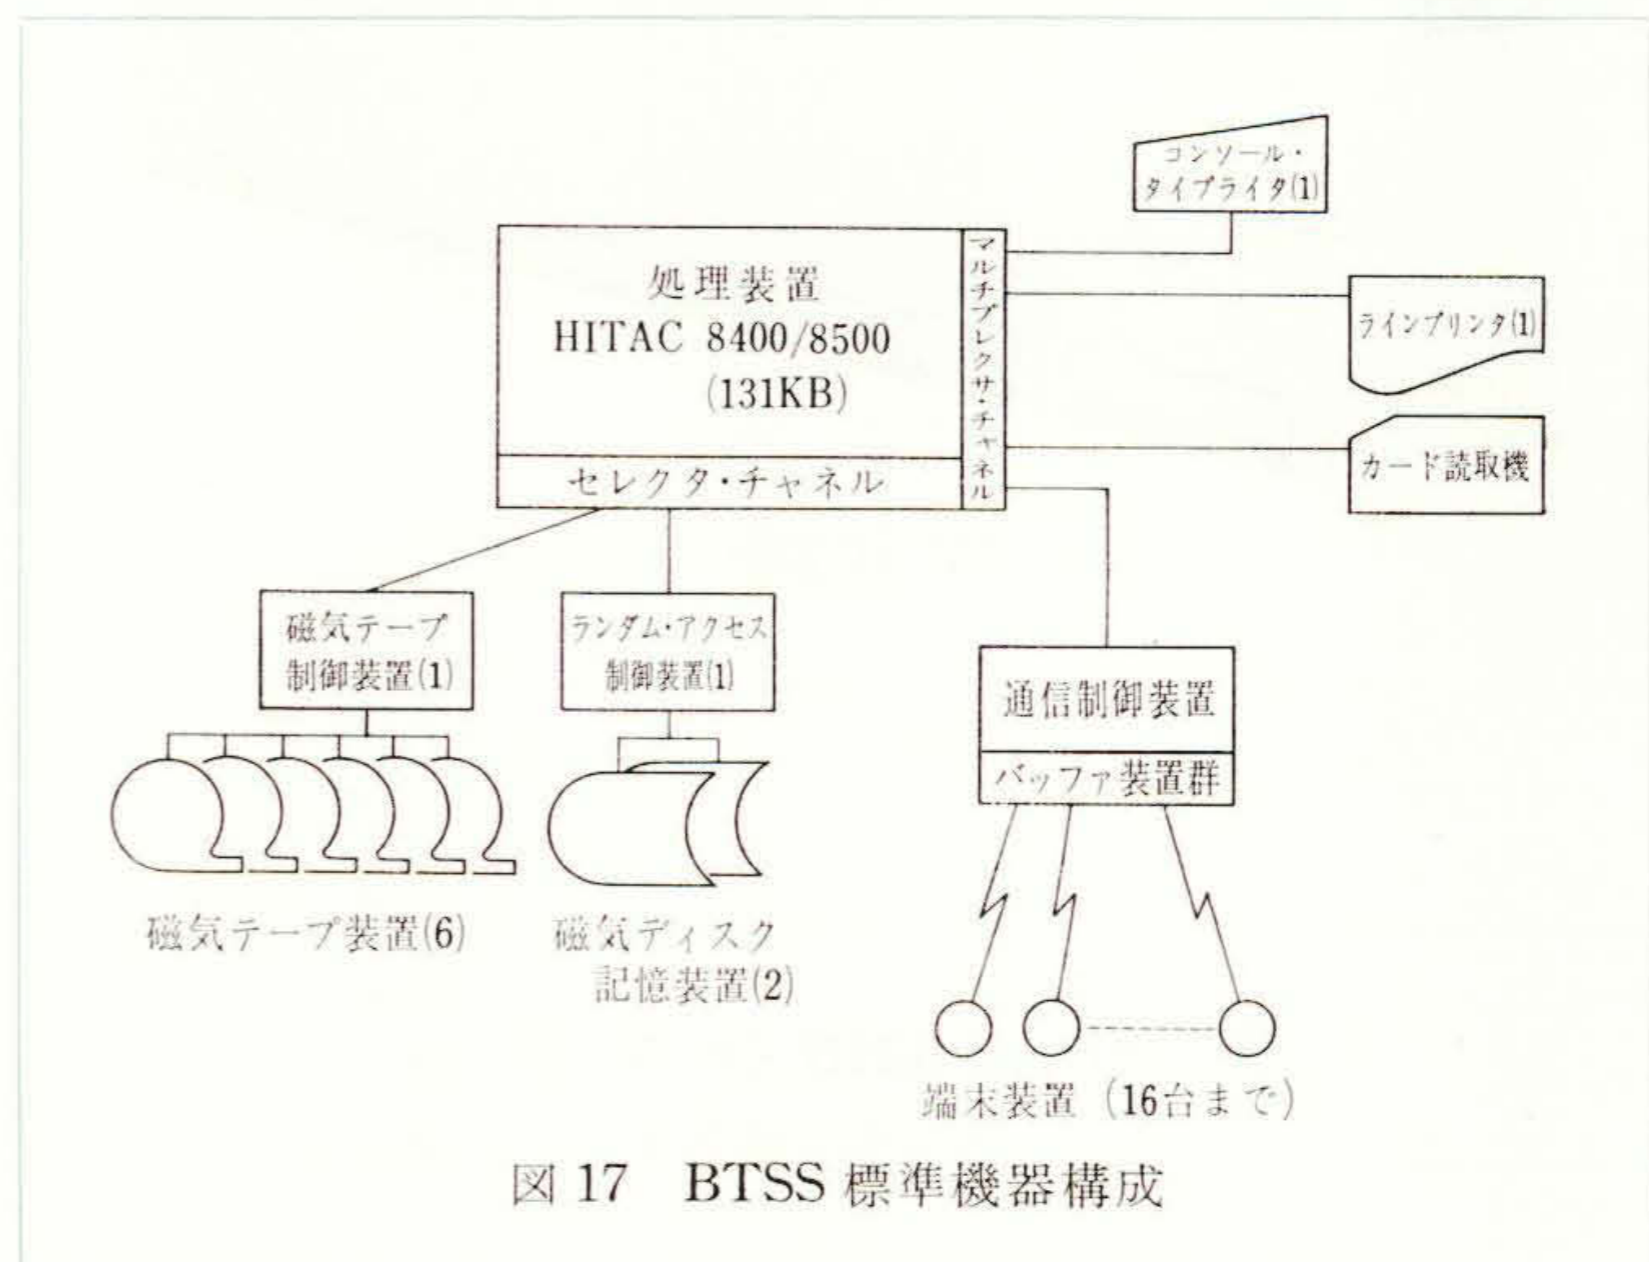 コンソール・
タイプライタ(1)
処理装置
HITAC 8400/8500
(131KB)
マルチプレクサ・チャネル
ラインプリンタ(1)
カード読取機
セレクタ・チャネル
磁気テープ
制御装置(1)
ランダム・アクセス
制御装置(1)
通信制御装置
バッファ装置群
磁気テープ装置(6)
磁気ディスク
記憶装置(2)
端末装置 (16台まで)
図17 BTSS標準機器構成